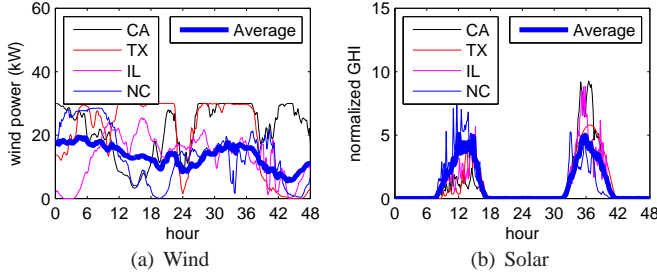 wind power (kW)
60
40
20
0
0
6
12
18
24
30
36
42
48
hour
CA
TX
IL
NC
Average
(a) Wind
normalized GHI
15
10
5
0
0
6
12
18
24
30
36
42
48
hour
CA
TX
IL
NC
Average
(b) Solar